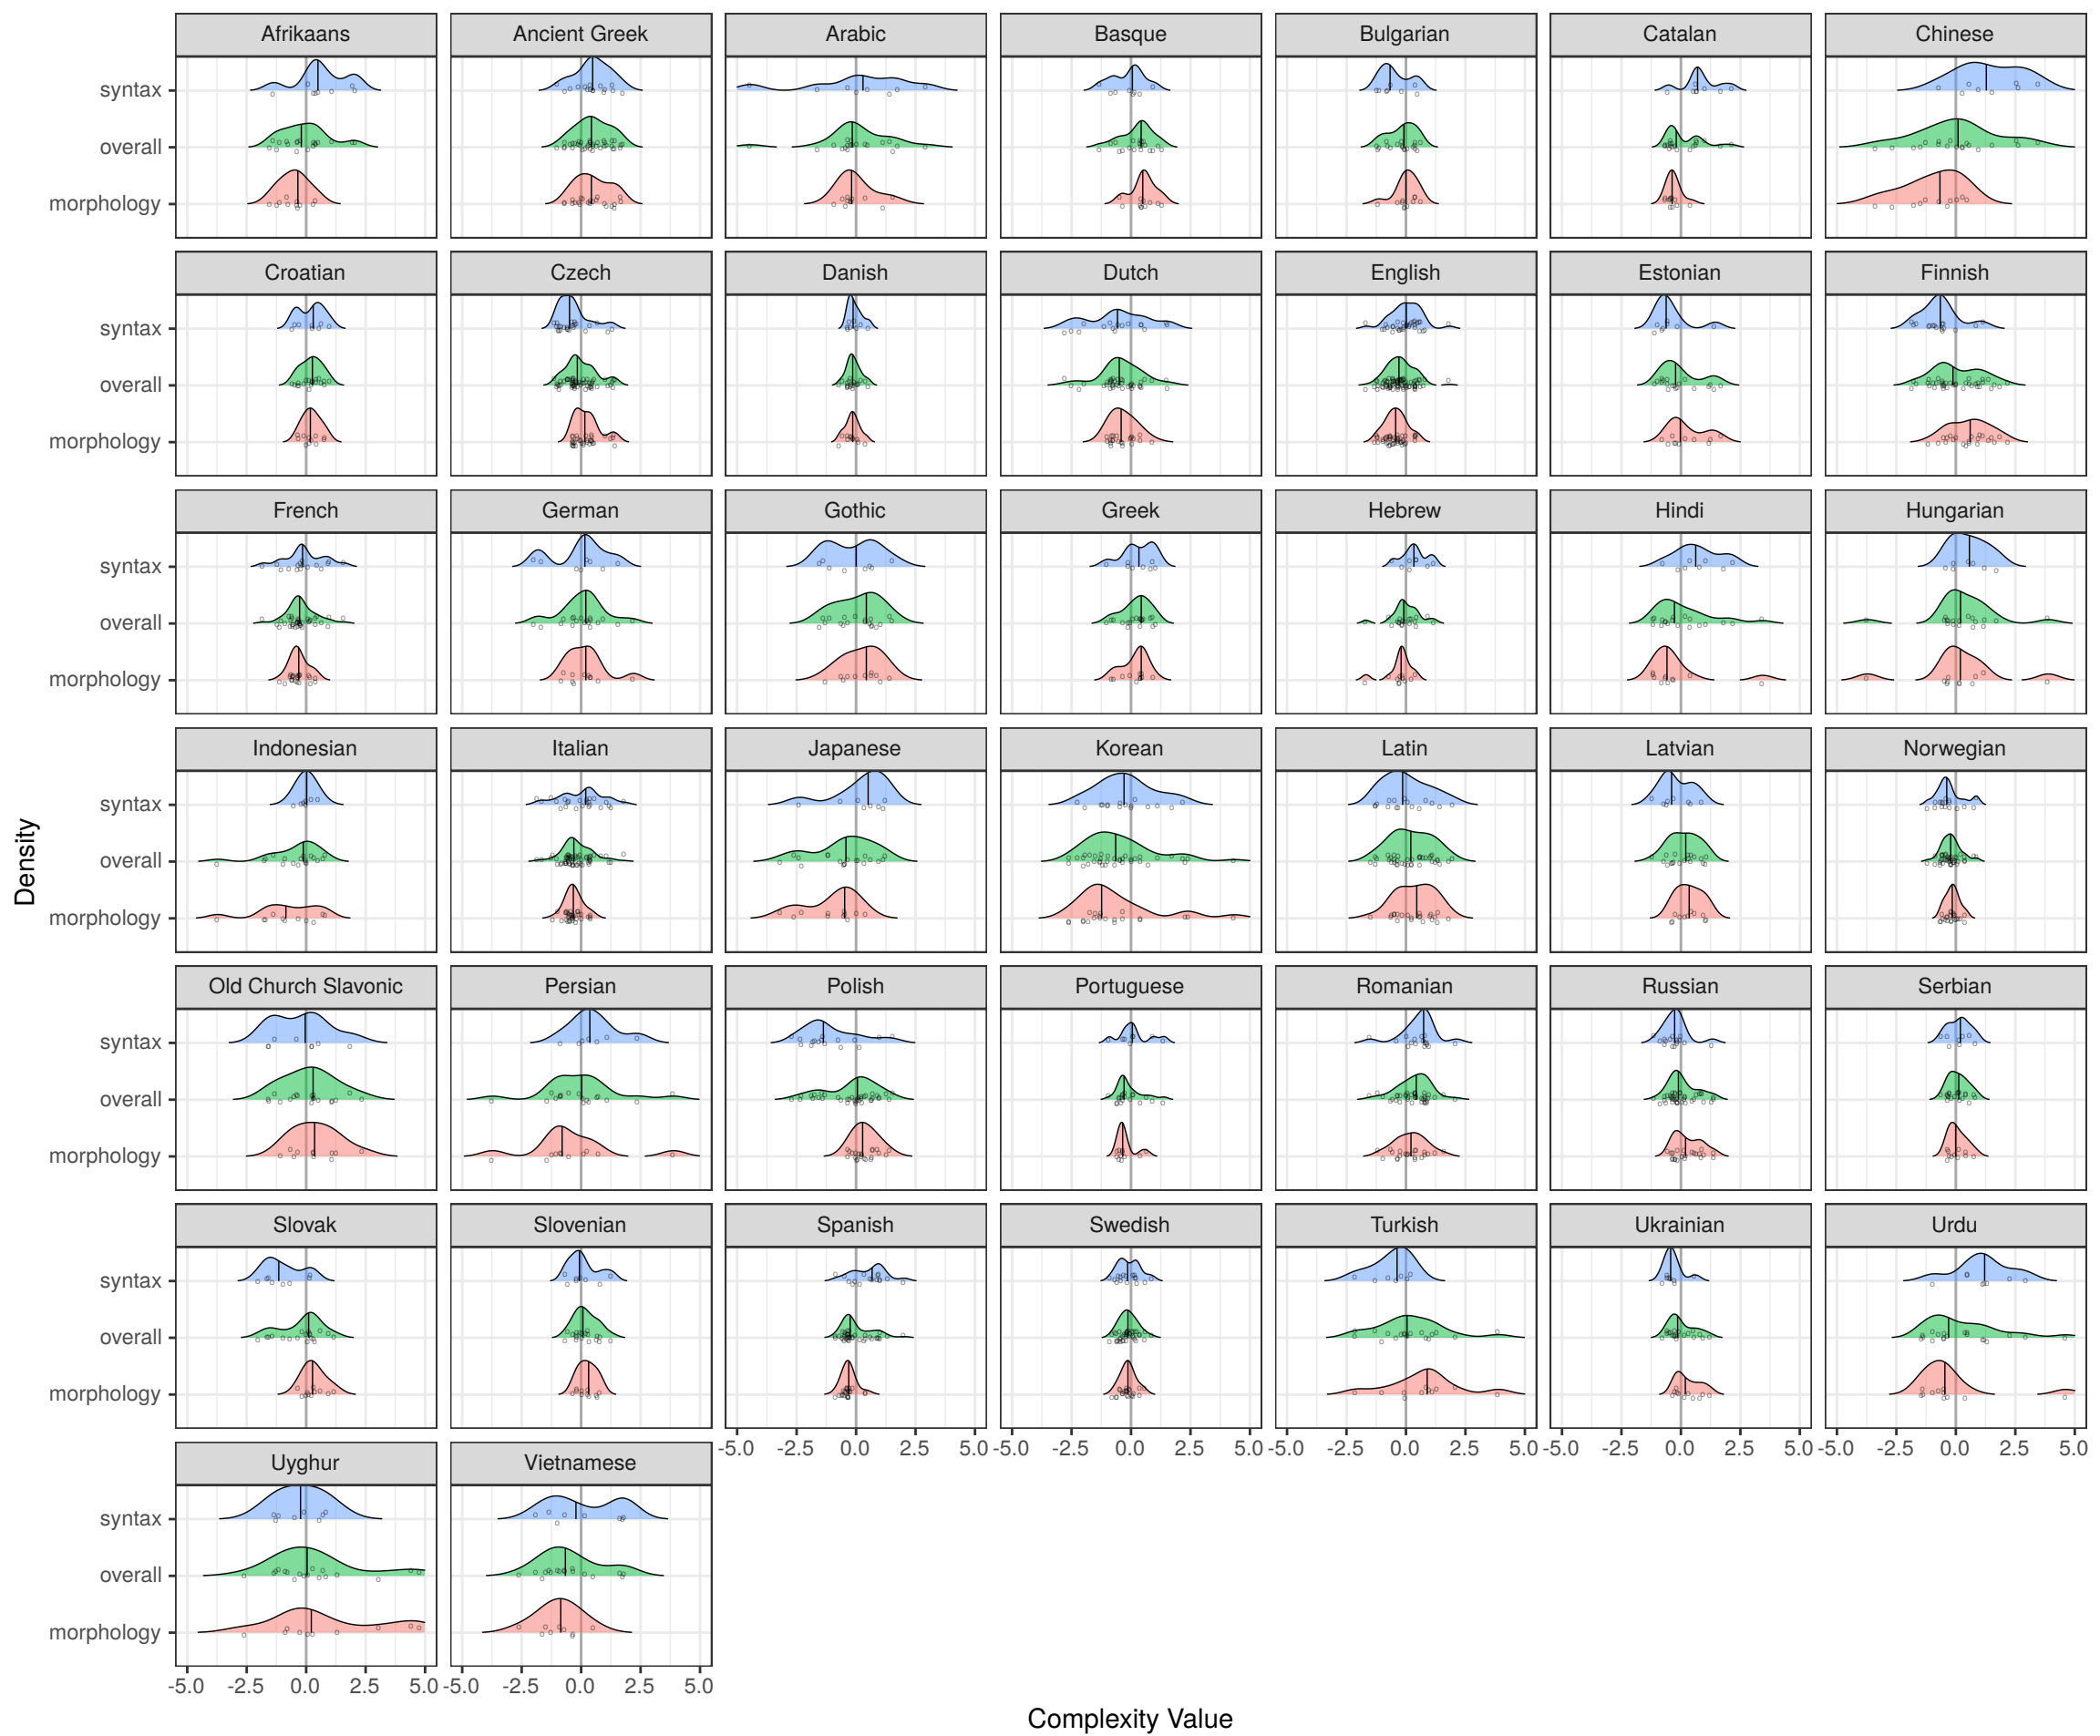 Afrikaans Ancient Greek Arabic Basque Bulgarian Catalan Chinese
syntax
overall
morphology
Croatian Czech Danish Dutch English Estonian Finnish
syntax
overall
morphology
French German Gothic Greek Hebrew Hindi Hungarian
syntax
overall
morphology
Indonesian Italian Japanese Korean Latin Latvian Norwegian
syntax
overall
morphology
Density
Old Church Slavonic Persian Polish Portuguese Romanian Russian Serbian
syntax
overall
morphology
Slovak Slovenian Spanish Swedish Turkish Ukrainian Urdu
syntax
overall
morphology
-5.0 -2.5 0.0 2.5 5.0 -5.0 -2.5 0.0 2.5 5.0 -5.0 -2.5 0.0 2.5 5.0 -5.0 -2.5 0.0 2.5 5.0 -5.0 -2.5 0.0 2.5 5.0
Uyghur Vietnamese
syntax
overall
morphology
-5.0 -2.5 0.0 2.5 5.0 -5.0 -2.5 0.0 2.5 5.0
Complexity Value